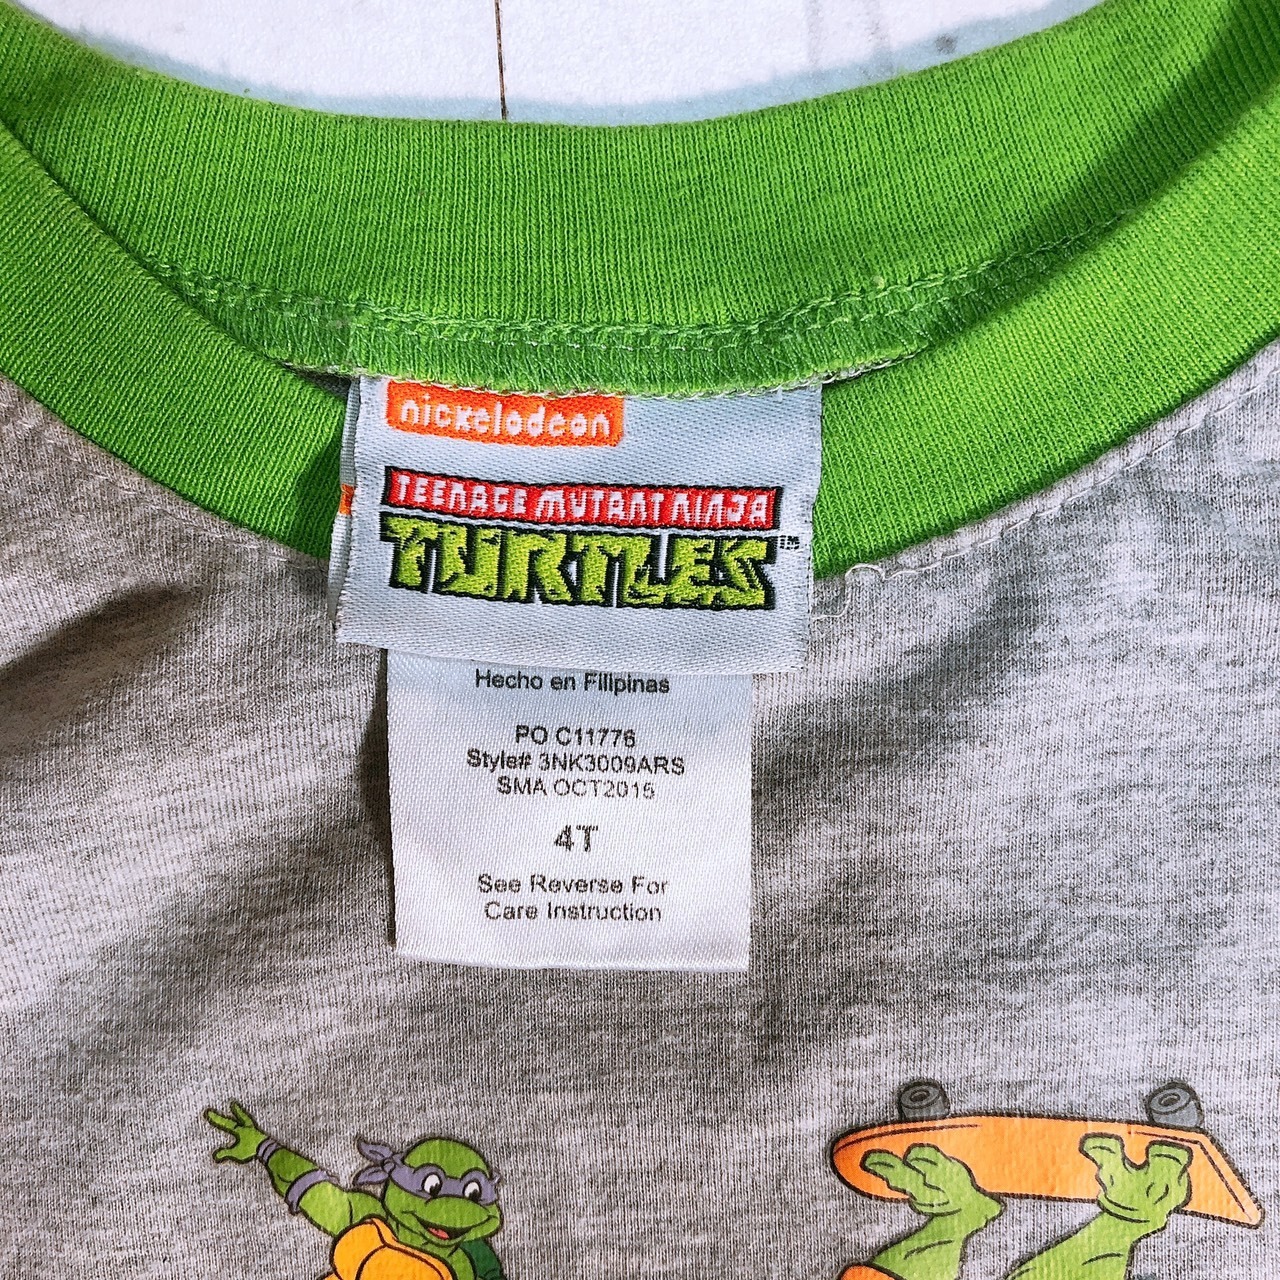 nickelodeon
TEENAGE MUTANT NINJA
TURTLES™
Hecho en Filipinas
PO C11776
Style# 3NK3009ARS
SMA OCT2015
4T
See Reverse For
Care Instruction